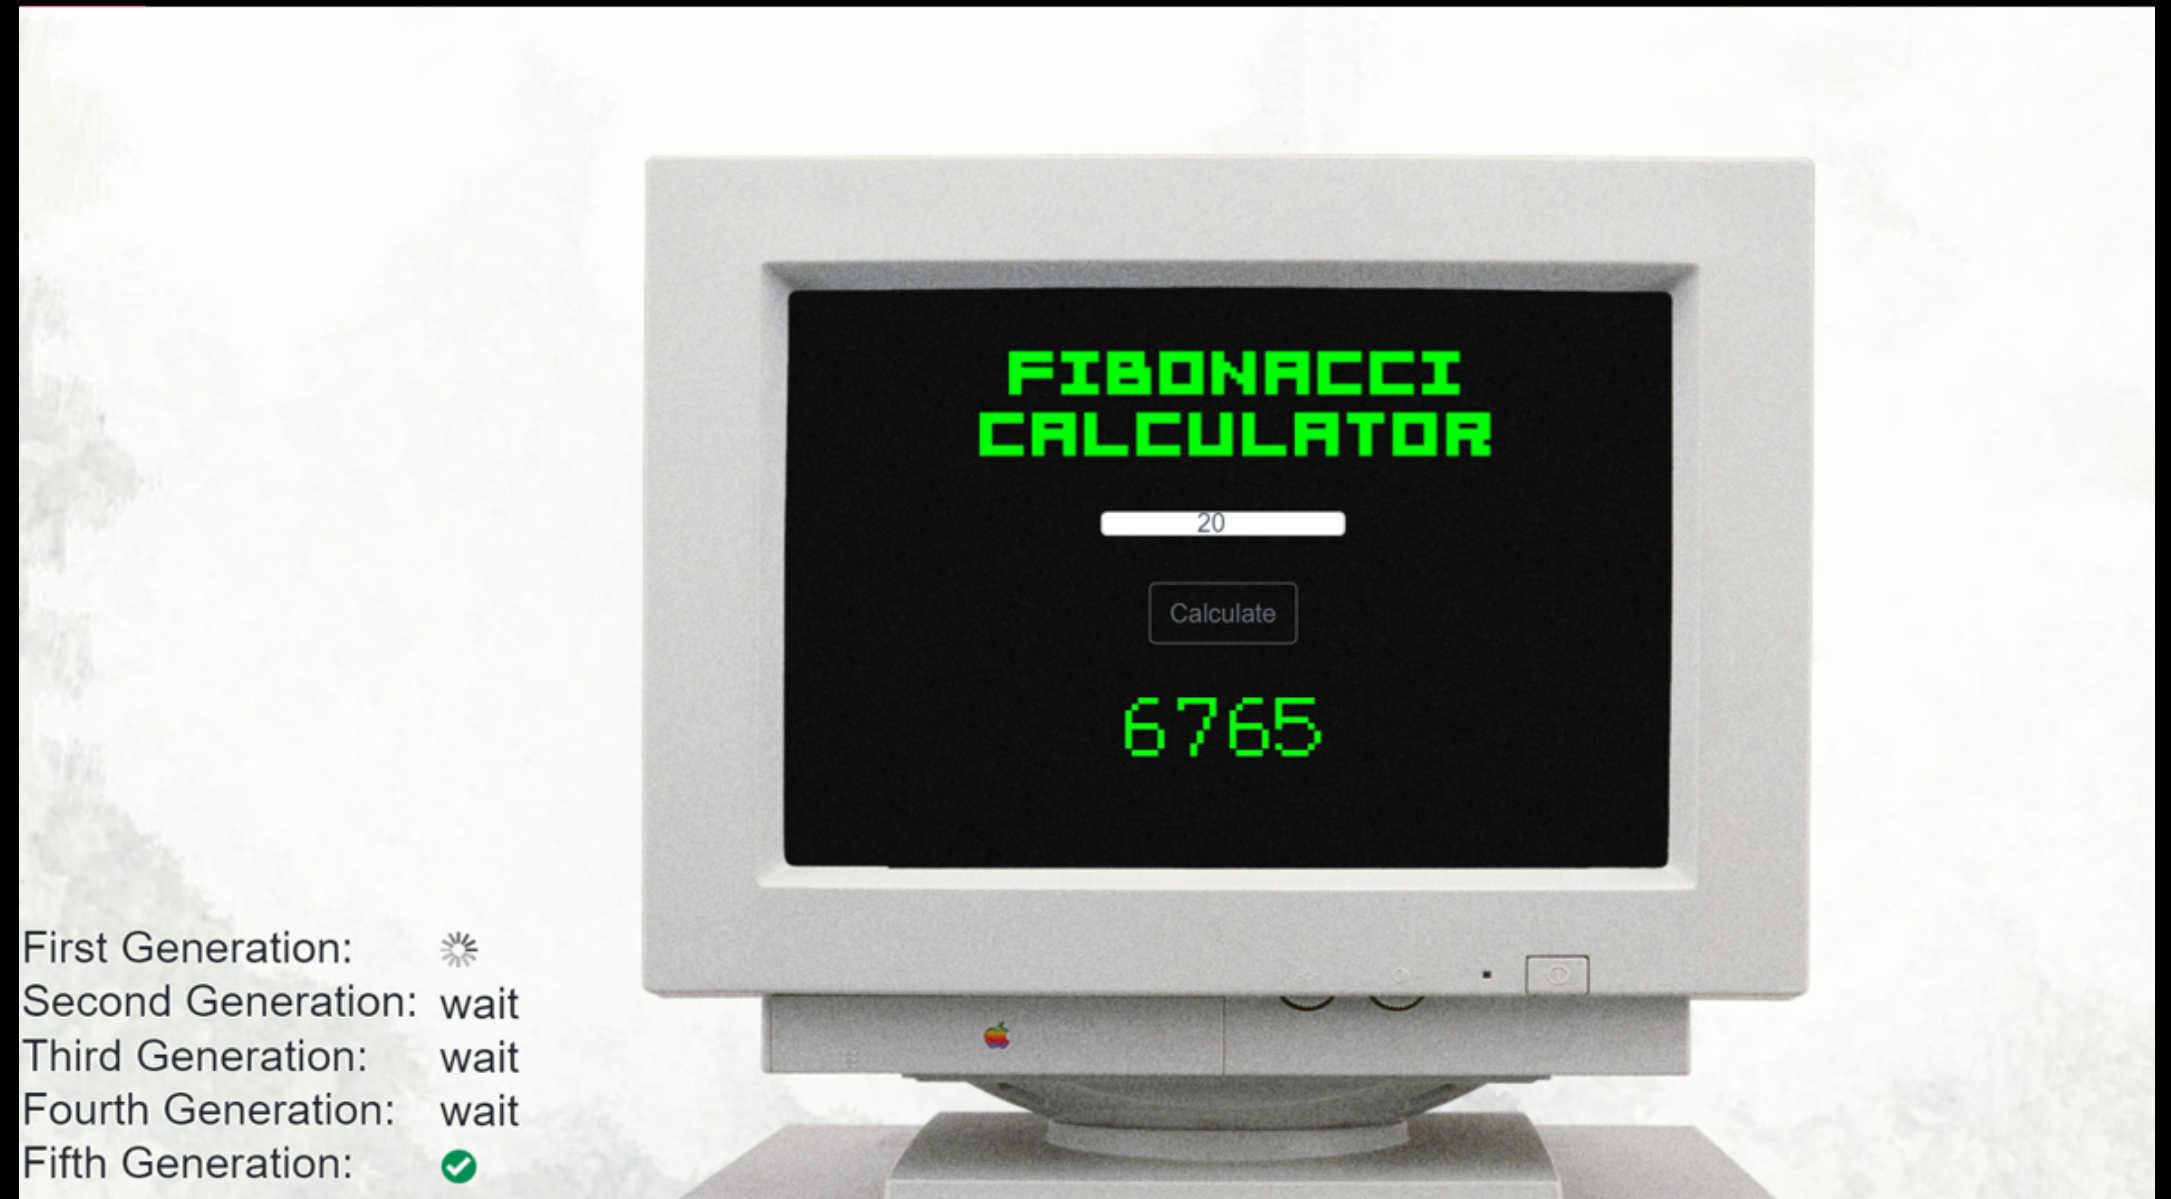 FIBONACCI
CALCULATOR
20
Calculate
6765
First Generation:
Second Generation: wait
Third Generation: wait
Fourth Generation: wait
Fifth Generation: